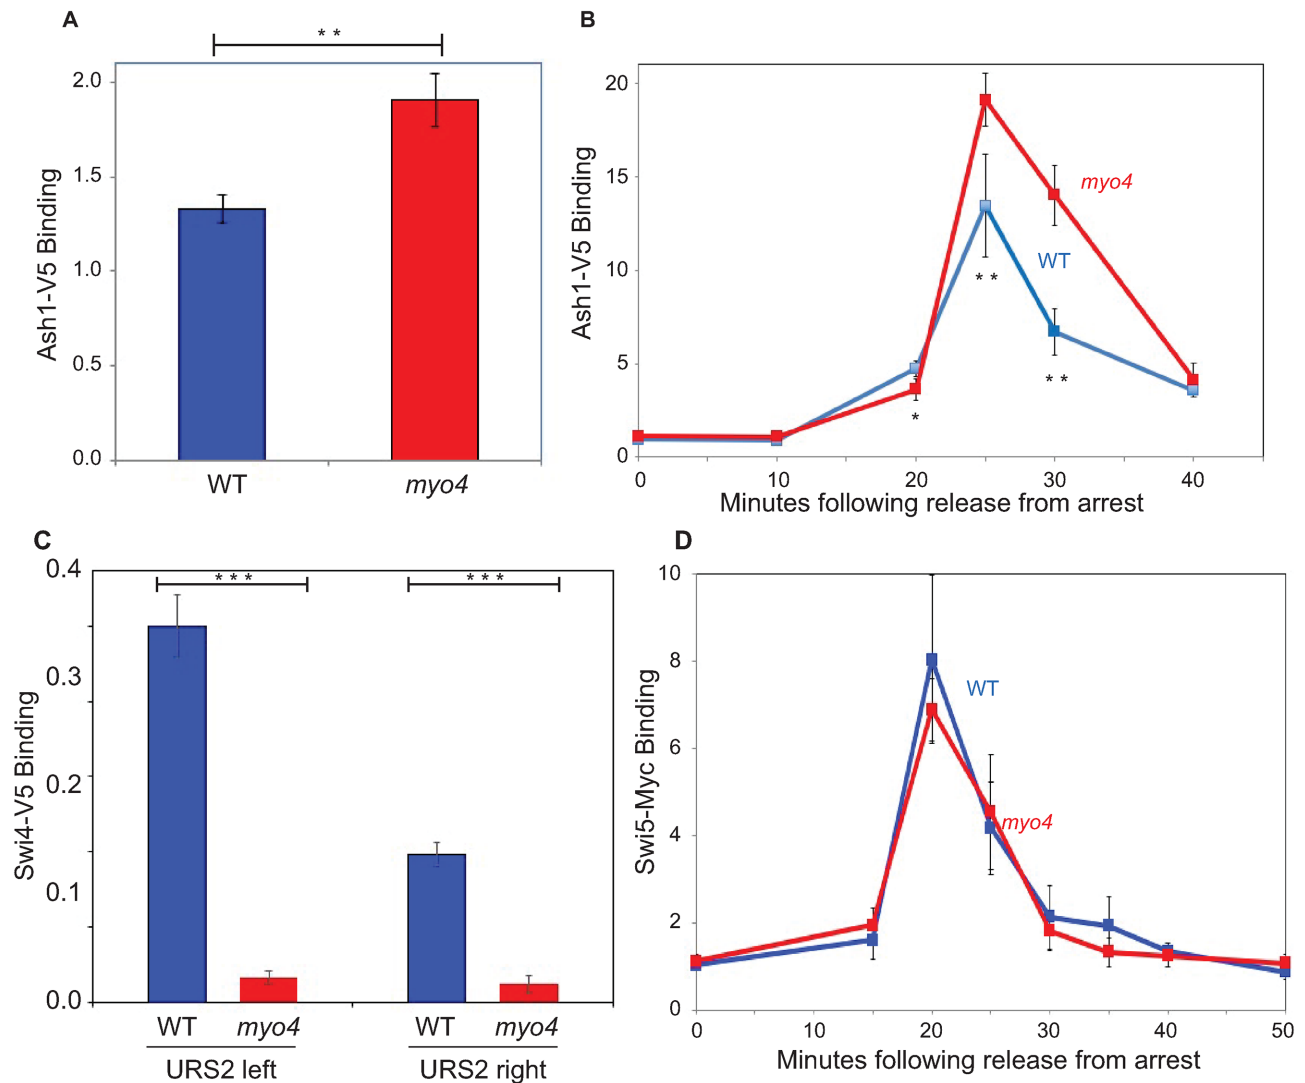 A
* *
2.0
1.5
1.0
0.5
0.0
Ash1-V5 Binding
WT
myo4
B
20
15
10
5
0
Ash1-V5 Binding
myo4
WT
* *
* *
*
0
10
20
30
40
Minutes following release from arrest
C
0.4
0.3
0.2
0.1
0.0
Swi4-V5 Binding
* * *
* * *
WT
myo4
WT
myo4
URS2 left
URS2 right
D
10
8
6
4
2
0
Swi5-Myc Binding
WT
myo4
0
10
20
30
40
50
Minutes following release from arrest